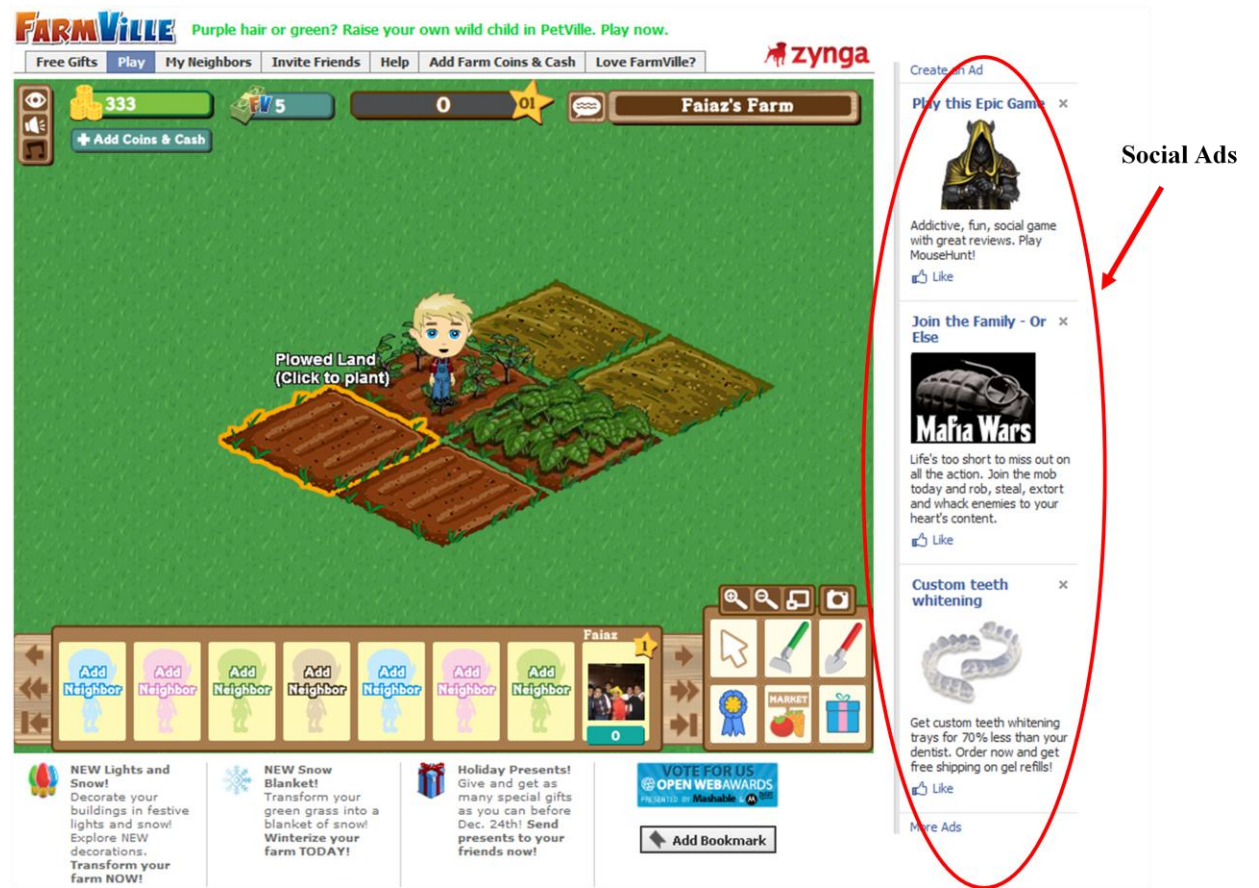 FARMVILLE
Purple hair or green? Raise your own wild child in PetVille. Play now.
zynga
Free Gifts Play My Neighbors Invite Friends Help Add Farm Coins & Cash Love FarmVille?
333
FV 5
0
01
Faiaz's Farm
+ Add Coins & Cash
Plowed Land
(Click to plant)
Faiaz
1
Add
Neighbor
Add
Neighbor
Add
Neighbor
Add
Neighbor
Add
Neighbor
Add
Neighbor
Add
Neighbor
0
MARKET
NEW Lights and
Snow!
Decorate your
buildings in festive
lights and snow!
Explore NEW
decorations.
Transform your
farm NOW!
NEW Snow
Blanket!
Transform your
green grass into a
blanket of snow!
Winterize your
farm TODAY!
Holiday Presents!
Give and get as
many special gifts
as you can before
Dec. 24th! Send
presents to your
friends now!
VOTE FOR US
OPEN WEBAWARDS
PRESENTED BY Mashable &
Add Bookmark
Create an Ad
Play this Epic Game ×
Addictive, fun, social game
with great reviews. Play
MouseHunt!
Like
Join the Family - Or ×
Else
Mafia Wars
Life's too short to miss out on
all the action. Join the mob
today and rob, steal, extort
and whack enemies to your
heart's content.
Like
Custom teeth ×
whitening
Get custom teeth whitening
trays for 70% less than your
dentist. Order now and get
free shipping on gel refills!
Like
More Ads
Social Ads